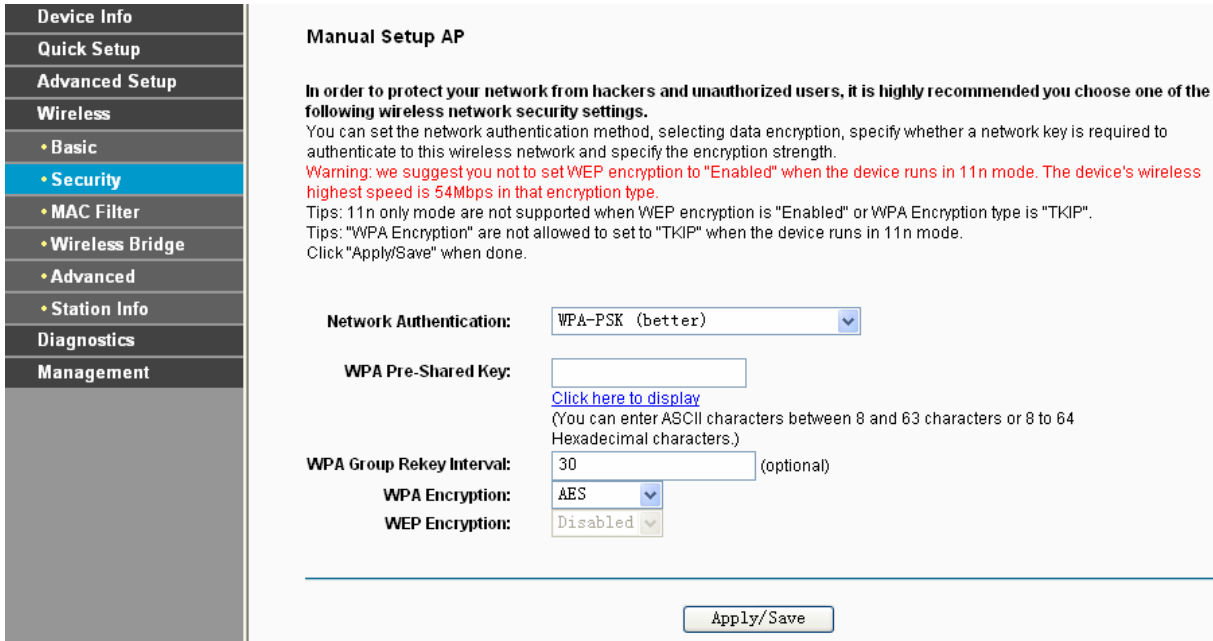 Device Info
Quick Setup
Advanced Setup
Wireless
• Basic
• Security
• MAC Filter
• Wireless Bridge
• Advanced
• Station Info
Diagnostics
Management
Manual Setup AP
In order to protect your network from hackers and unauthorized users, it is highly recommended you choose one of the
following wireless network security settings.
You can set the network authentication method, selecting data encryption, specify whether a network key is required to
authenticate to this wireless network and specify the encryption strength.
Warning: we suggest you not to set WEP encryption to "Enabled" when the device runs in 11n mode. The device's wireless
highest speed is 54Mbps in that encryption type.
Tips: 11n only mode are not supported when WEP encryption is "Enabled" or WPA Encryption type is "TKIP".
Tips: "WPA Encryption" are not allowed to set to "TKIP" when the device runs in 11n mode.
Click "Apply/Save" when done.
Network Authentication: WPA-PSK (better)
WPA Pre-Shared Key:
Click here to display
(You can enter ASCII characters between 8 and 63 characters or 8 to 64
Hexadecimal characters.)
WPA Group Rekey Interval: 30 (optional)
WPA Encryption: AES
WEP Encryption: Disabled
Apply/Save